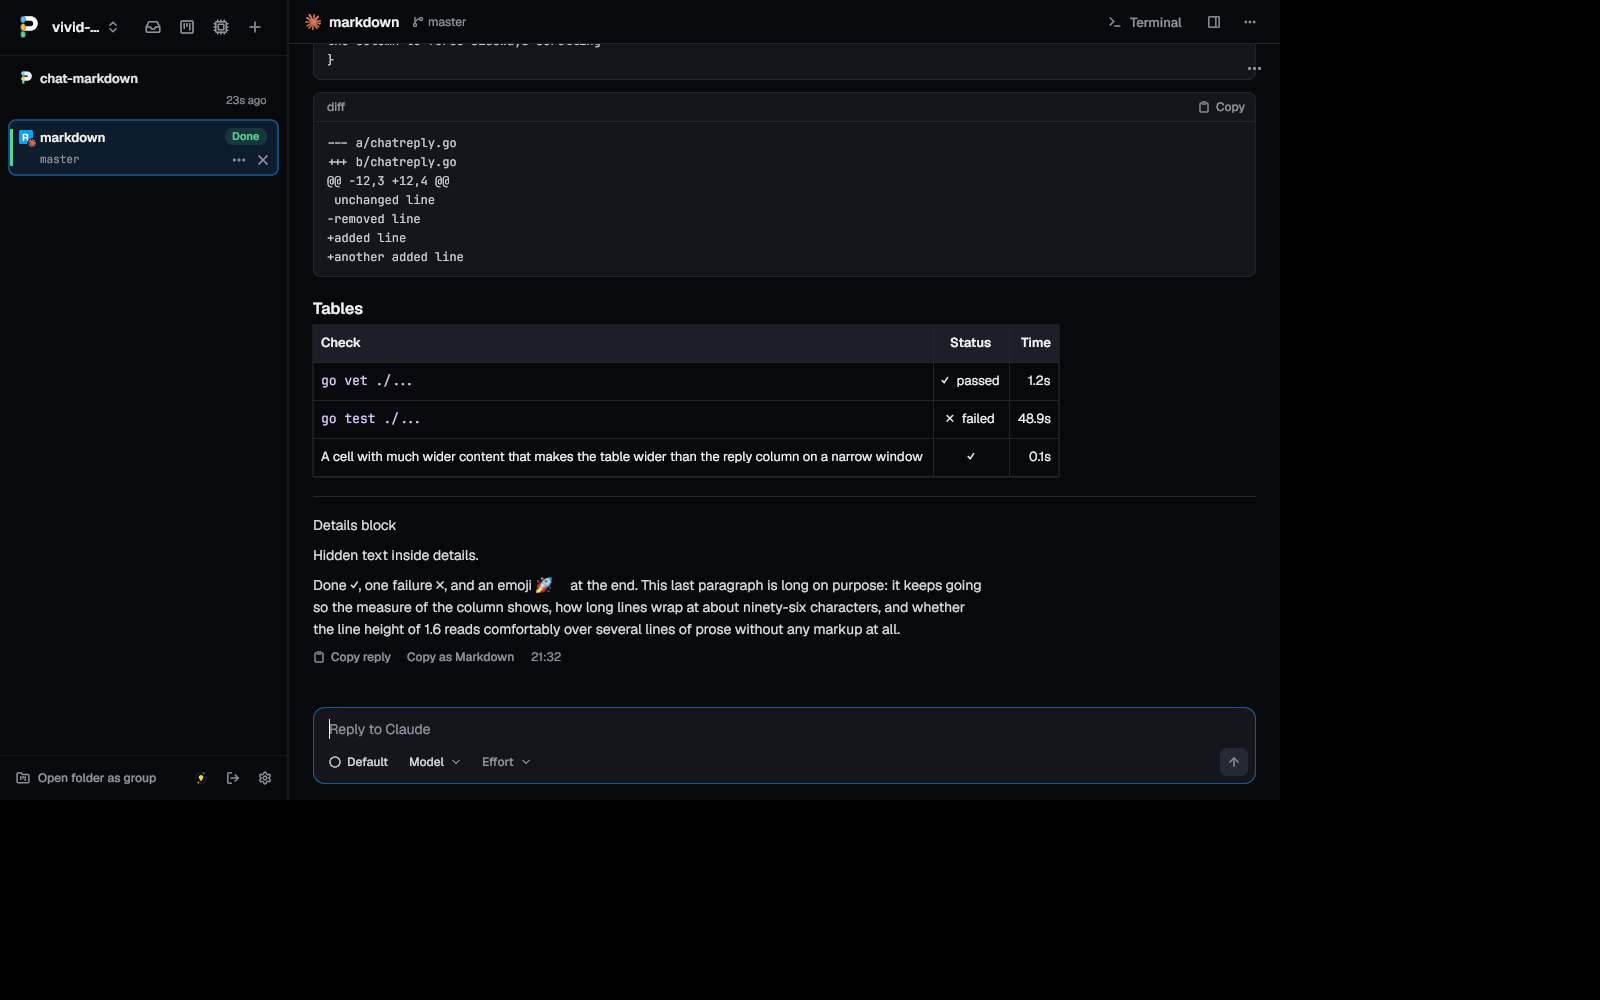 vivid-...
chat-markdown
23s ago
markdown
Done
master
Open folder as group
markdown
master
Terminal
}
diff
Copy
--- a/chatreply.go
+++ b/chatreply.go
@@ -12,3 +12,4 @@
unchanged line
-removed line
+added line
+another added line
Tables
Check Status Time
go vet ./... ✓ passed 1.2s
go test ./... ✕ failed 48.9s
A cell with much wider content that makes the table wider than the reply column on a narrow window ✓ 0.1s
Details block
Hidden text inside details.
Done ✓, one failure ✕, and an emoji 🚀 at the end. This last paragraph is long on purpose: it keeps going
so the measure of the column shows, how long lines wrap at about ninety-six characters, and whether
the line height of 1.6 reads comfortably over several lines of prose without any markup at all.
Copy reply Copy as Markdown 21:32
Reply to Claude
Default Model Effort